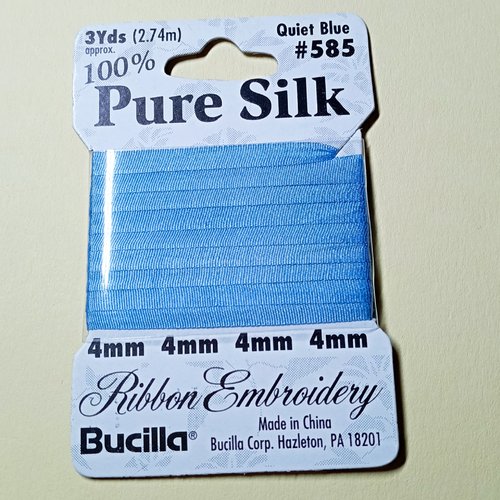 3Yds (2.74m)
approx.
Quiet Blue
#585
100%
Pure Silk
4mm 4mm 4mm 4mm
Ribbon Embroidery
Bucilla®
Made in China
Bucilla Corp. Hazleton, PA 18201